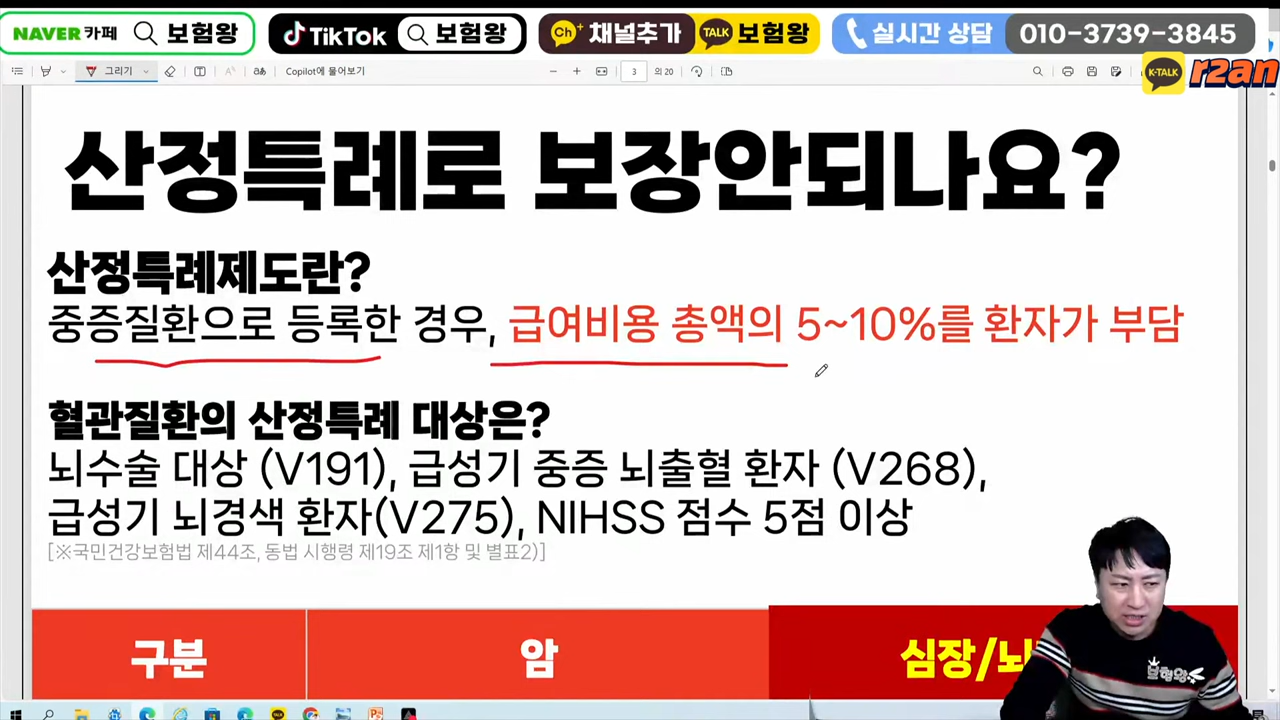 NAVER 카페 보험왕 TikTok 보험왕 Ch+ 채널추가 TALK 보험왕 실시간 상담 010-3739-3845
K-TALK r2an
그리기 가あ Copilot에 물어보기 3 의 20
산정특례로 보장안되나요?
산정특례제도란?
중증질환으로 등록한 경우, 급여비용 총액의 5~10%를 환자가 부담
혈관질환의 산정특례 대상은?
뇌수술 대상 (V191), 급성기 중증 뇌출혈 환자 (V268),
급성기 뇌경색 환자(V275), NIHSS 점수 5점 이상
[※국민건강보험법 제44조, 동법 시행령 제19조 제1항 및 별표2)]
구분 암 심장/뇌
보험왕